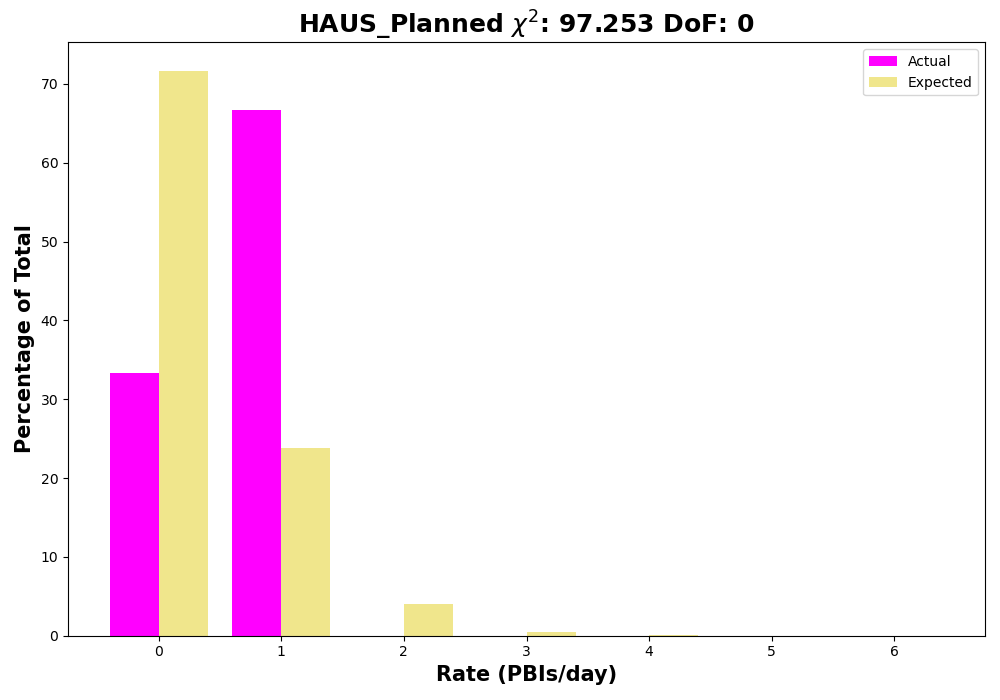 HAUS_Planned χ²: 97.253 DoF: 0
Actual
Expected
Percentage of Total
70
60
50
40
30
20
10
0
0 1 2 3 4 5 6
Rate (PBIs/day)